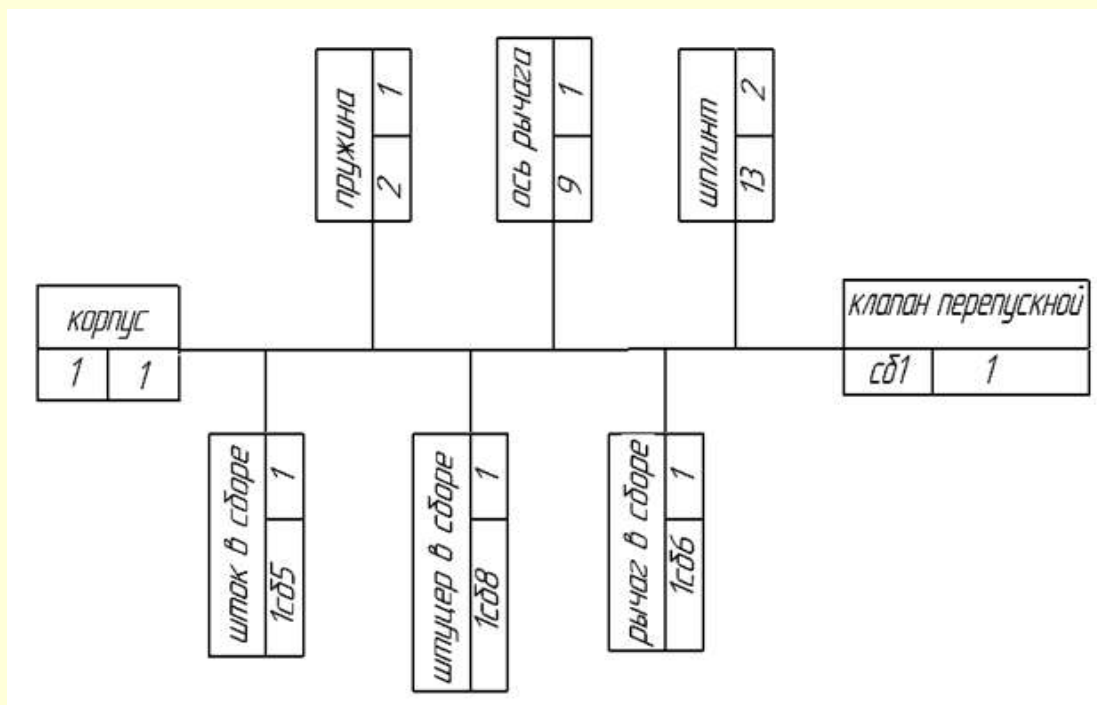 пружина
2 1
ось рычага
9 1
шплинт
13 2
корпус
1 1
клапан перепускной
сб1 1
шток в сборе
1сб5 1
штуцер в сборе
1сб8 1
рычаг в сборе
1сб6 1